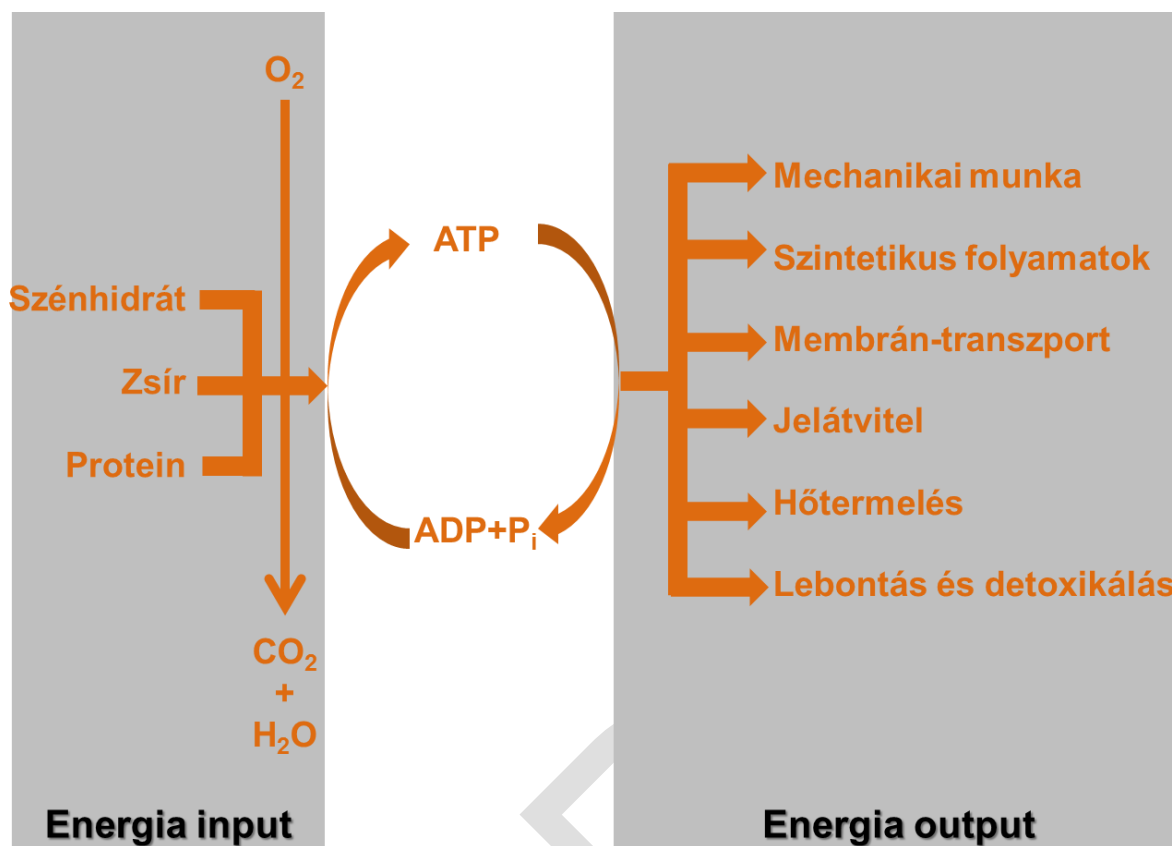 O₂
Szénhidrát
Zsír
Protein
CO₂
+
H₂O
Energia input
ATP
ADP+Pᵢ
Mechanikai munka
Szintetikus folyamatok
Membrán-transzport
Jelátvitel
Hőtermelés
Lebontás és detoxikálás
Energia output